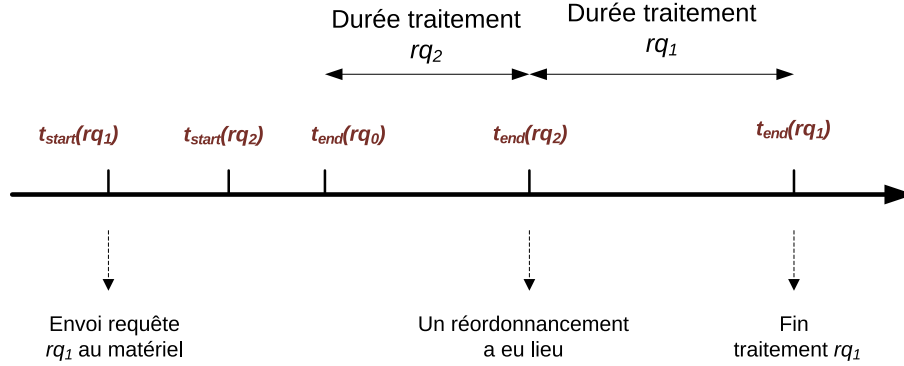 Durée traitement
rq2
Durée traitement
rq1
tstart(rq1)
tstart(rq2)
tend(rq0)
tend(rq2)
tend(rq1)
Envoi requête
rq1 au matériel
Un réordonnancement
a eu lieu
Fin
traitement rq1